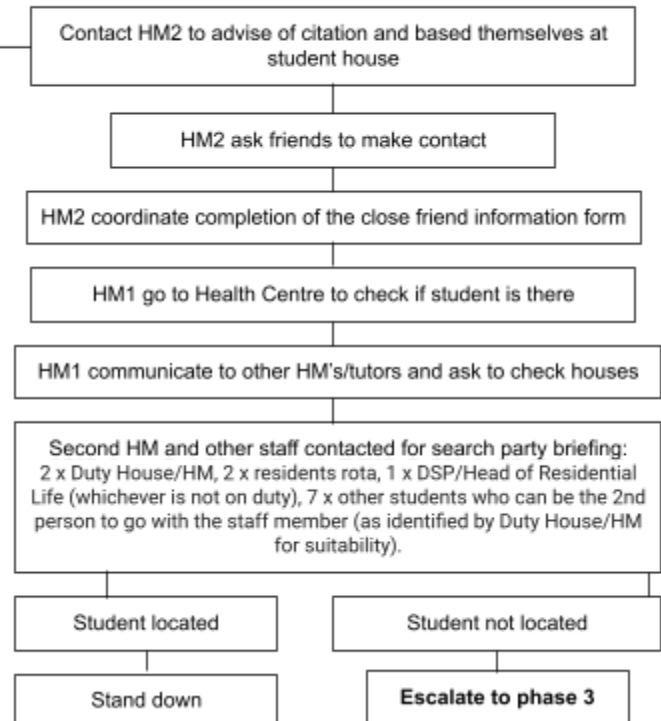 Contact HM2 to advise of citation and based themselves at
student house
HM2 ask friends to make contact
HM2 coordinate completion of the close friend information form
HM1 go to Health Centre to check if student is there
HM1 communicate to other HM's/tutors and ask to check houses
Second HM and other staff contacted for search party briefing:
2 x Duty House/HM, 2 x residents rota, 1 x DSP/Head of Residential
Life (whichever is not on duty), 7 x other students who can be the 2nd
person to go with the staff member (as identified by Duty House/HM
for suitability).
Student located
Student not located
Stand down
Escalate to phase 3